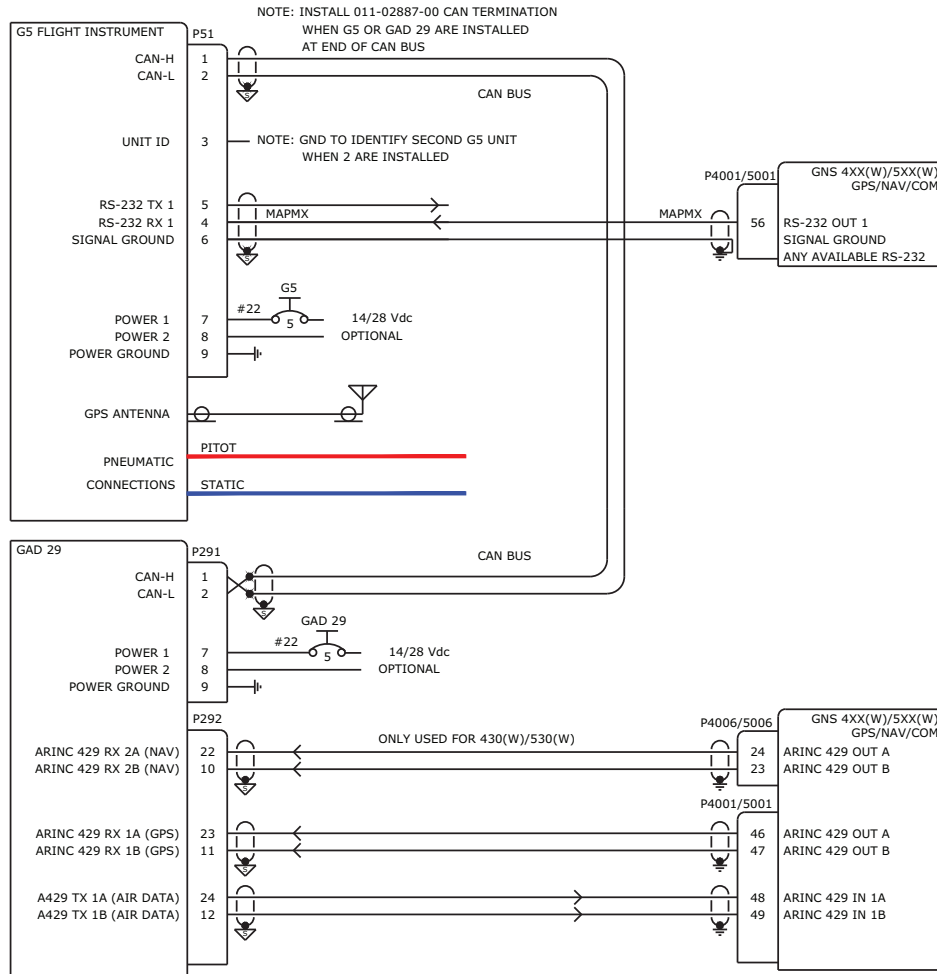 NOTE: INSTALL 011-02887-00 CAN TERMINATION
WHEN G5 OR GAD 29 ARE INSTALLED
AT END OF CAN BUS
G5 FLIGHT INSTRUMENT P51
CAN-H 1
CAN-L 2
CAN BUS
UNIT ID 3 NOTE: GND TO IDENTIFY SECOND G5 UNIT
WHEN 2 ARE INSTALLED
P4001/5001 GNS 4XX(W)/5XX(W)
GPS/NAV/COM
RS-232 TX 1 5
RS-232 RX 1 4 MAPMX MAPMX 56 RS-232 OUT 1
SIGNAL GROUND 6 SIGNAL GROUND
S ANY AVAILABLE RS-232
G5
#22
POWER 1 7 5 14/28 Vdc
POWER 2 8 OPTIONAL
POWER GROUND 9
GPS ANTENNA
PNEUMATIC PITOT
CONNECTIONS STATIC
GAD 29 P291
CAN BUS
CAN-H 1
CAN-L 2
S
GAD 29
#22
POWER 1 7 5 14/28 Vdc
POWER 2 8 OPTIONAL
POWER GROUND 9
P292 P4006/5006 GNS 4XX(W)/5XX(W)
GPS/NAV/COM
ONLY USED FOR 430(W)/530(W)
ARINC 429 RX 2A (NAV) 22 24 ARINC 429 OUT A
ARINC 429 RX 2B (NAV) 10 23 ARINC 429 OUT B
S
P4001/5001
ARINC 429 RX 1A (GPS) 23 46 ARINC 429 OUT A
ARINC 429 RX 1B (GPS) 11 47 ARINC 429 OUT B
S
A429 TX 1A (AIR DATA) 24 48 ARINC 429 IN 1A
A429 TX 1B (AIR DATA) 12 49 ARINC 429 IN 1B
S